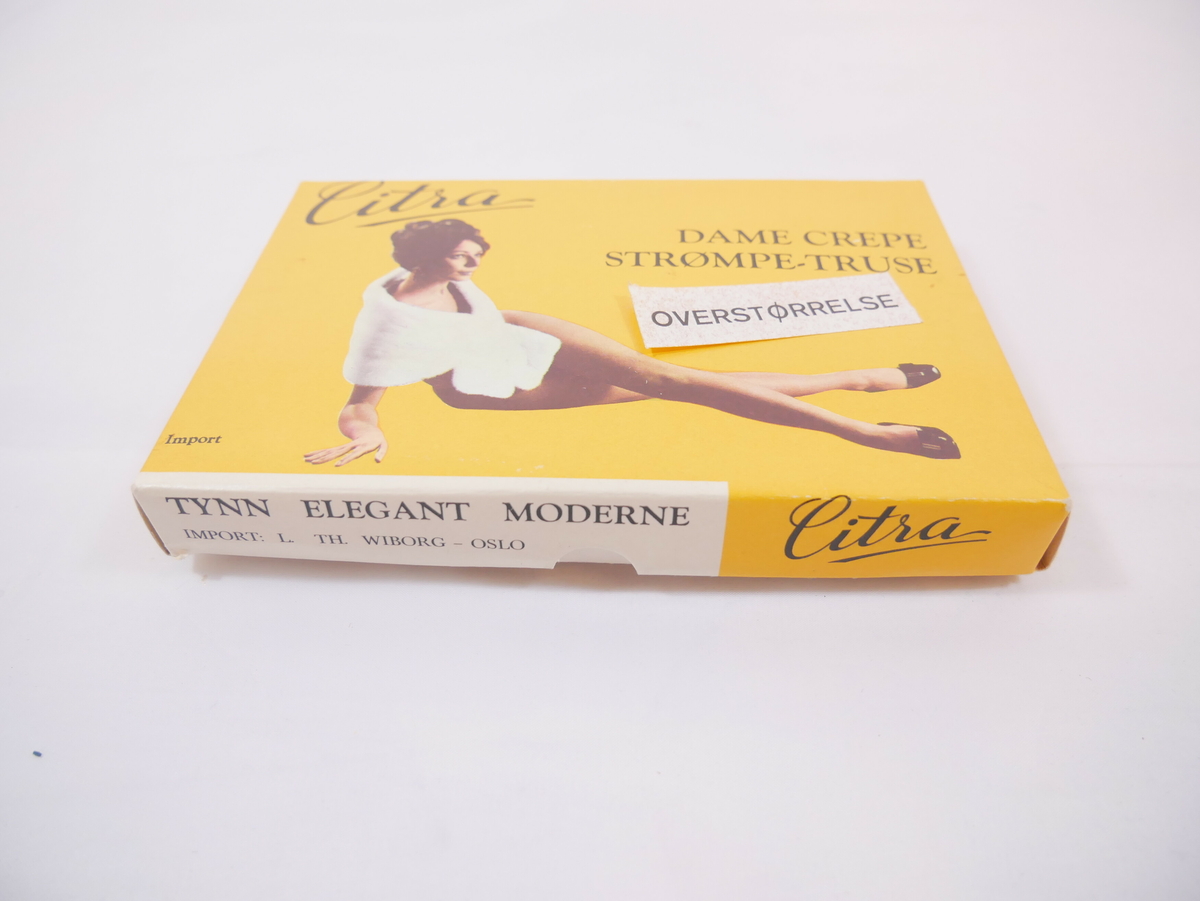 Citra
DAME CREPE
STRØMPE-TRUSE
OVERSTØRRELSE
Import
TYNN ELEGANT MODERNE
IMPORT: L. TH. WIBORG – OSLO
Citra